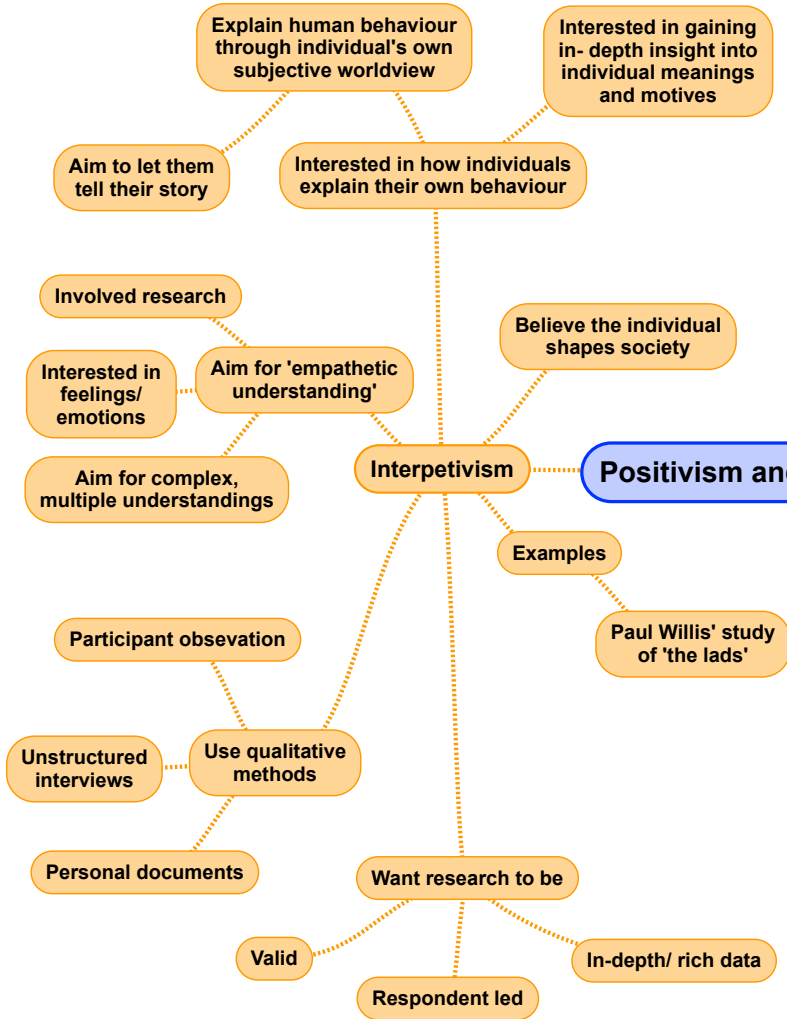 Explain human behaviour
through individual's own
subjective worldview
Interested in gaining
in- depth insight into
individual meanings
and motives
Aim to let them
tell their story
Interested in how individuals
explain their own behaviour
Involved research
Believe the individual
shapes society
Interested in
feelings/
emotions
Aim for 'empathetic
understanding'
Aim for complex,
multiple understandings
Interpetivism
Positivism and
Examples
Paul Willis' study
of 'the lads'
Participant obsevation
Unstructured
interviews
Use qualitative
methods
Personal documents
Want research to be
Valid
Respondent led
In-depth/ rich data